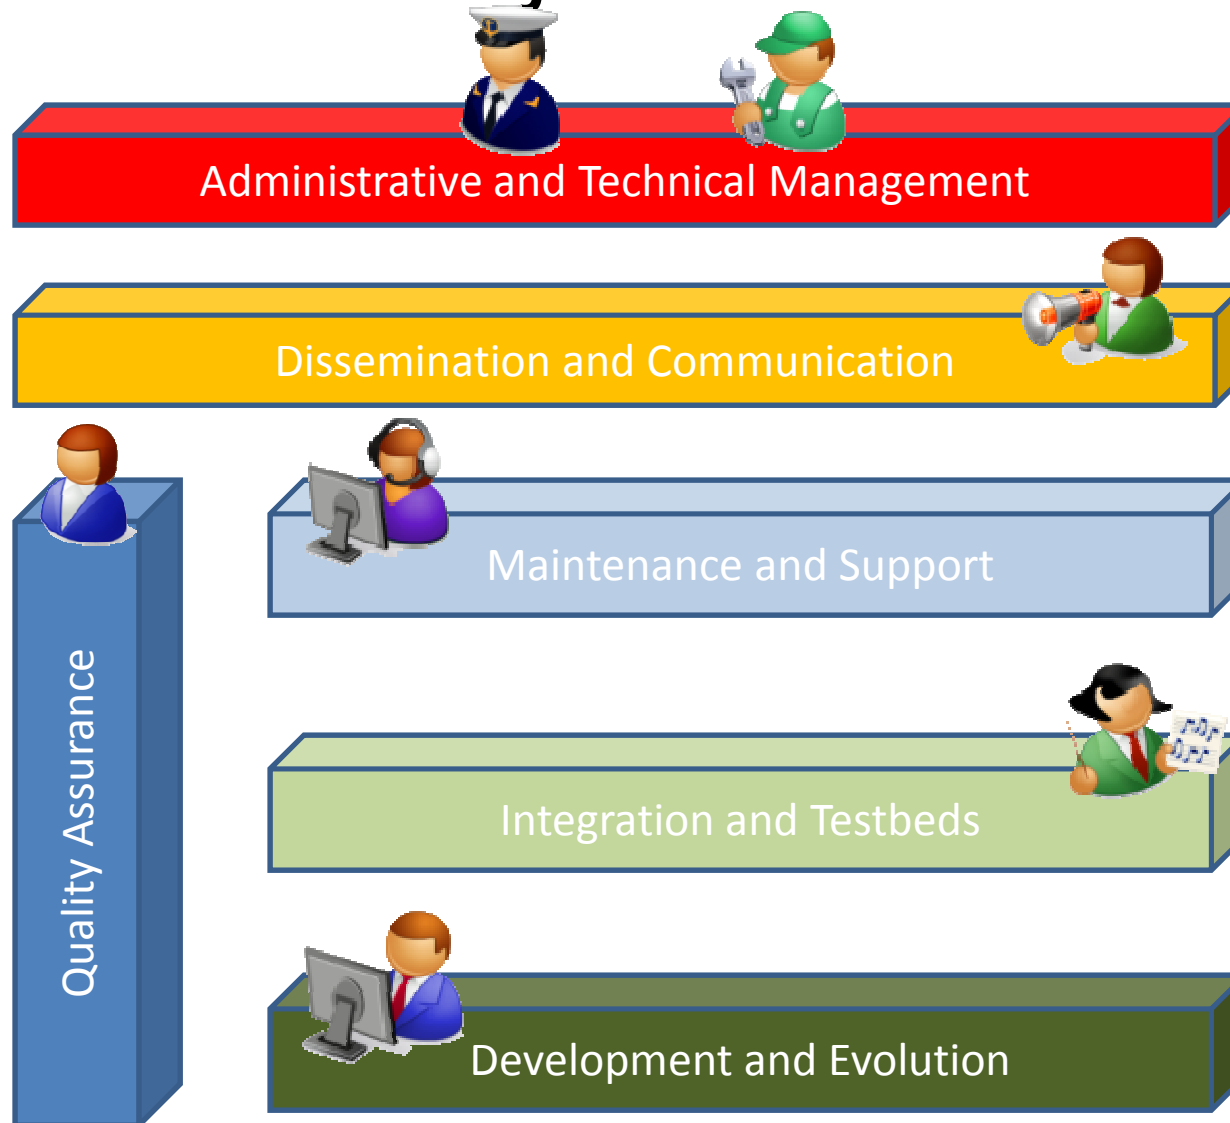 Administrative and Technical Management
Dissemination and Communication
Maintenance and Support
Quality Assurance
Integration and Testbeds
Development and Evolution